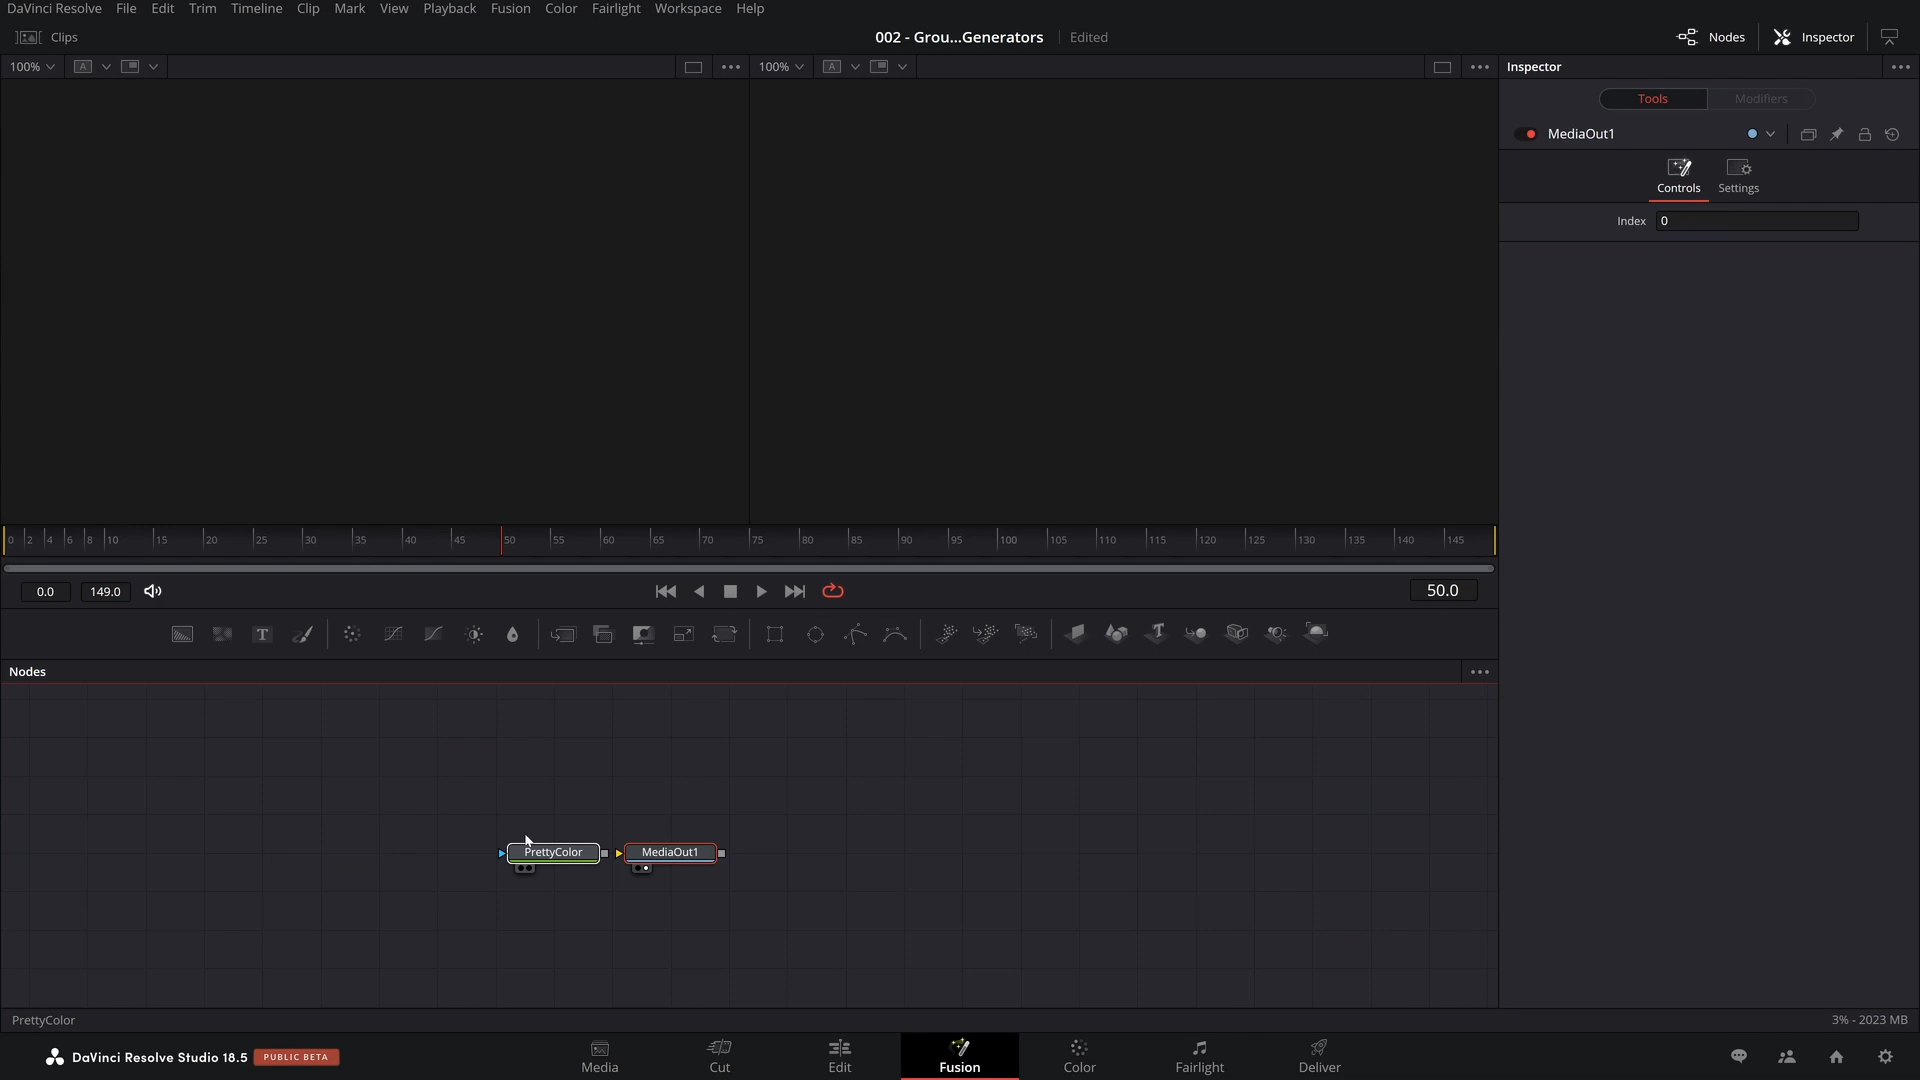 DaVinci Resolve File Edit Trim Timeline Clip Mark View Playback Fusion Color Fairlight Workspace Help
Clips 002 - Grou...Generators Edited Nodes Inspector
100% A 100% A Inspector
Tools Modifiers
MediaOut1
Controls Settings
Index 0
0 2 4 6 8 10 15 20 25 30 35 40 45 50 55 60 65 70 75 80 85 90 95 100 105 110 115 120 125 130 135 140 145
0.0 149.0 50.0
T T
Nodes
PrettyColor MediaOut1
PrettyColor 3% - 2023 MB
DaVinci Resolve Studio 18.5 PUBLIC BETA
Media Cut Edit Fusion Color Fairlight Deliver